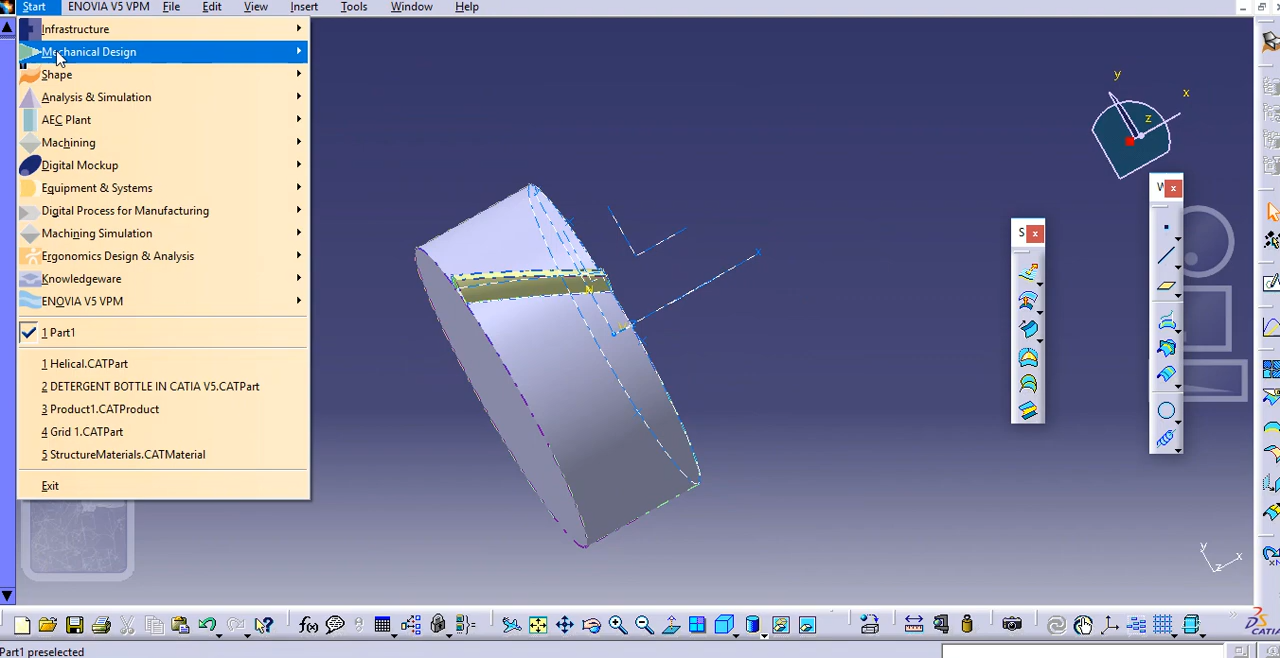 Start ENOVIA V5 VPM File Edit View Insert Tools Window Help
Infrastructure
Mechanical Design
Shape
Analysis & Simulation
AEC Plant
Machining
Digital Mockup
Equipment & Systems
Digital Process for Manufacturing
Machining Simulation
Ergonomics Design & Analysis
Knowledgeware
ENOVIA V5 VPM
1 Part1
1 Helical.CATPart
2 DETERGENT BOTTLE IN CATIA V5.CATPart
3 Product1.CATProduct
4 Grid 1.CATPart
5 StructureMaterials.CATMaterial
Exit
y
x
z
W
S
x
y
x
z
f(x)
CATIA
Part1 preselected